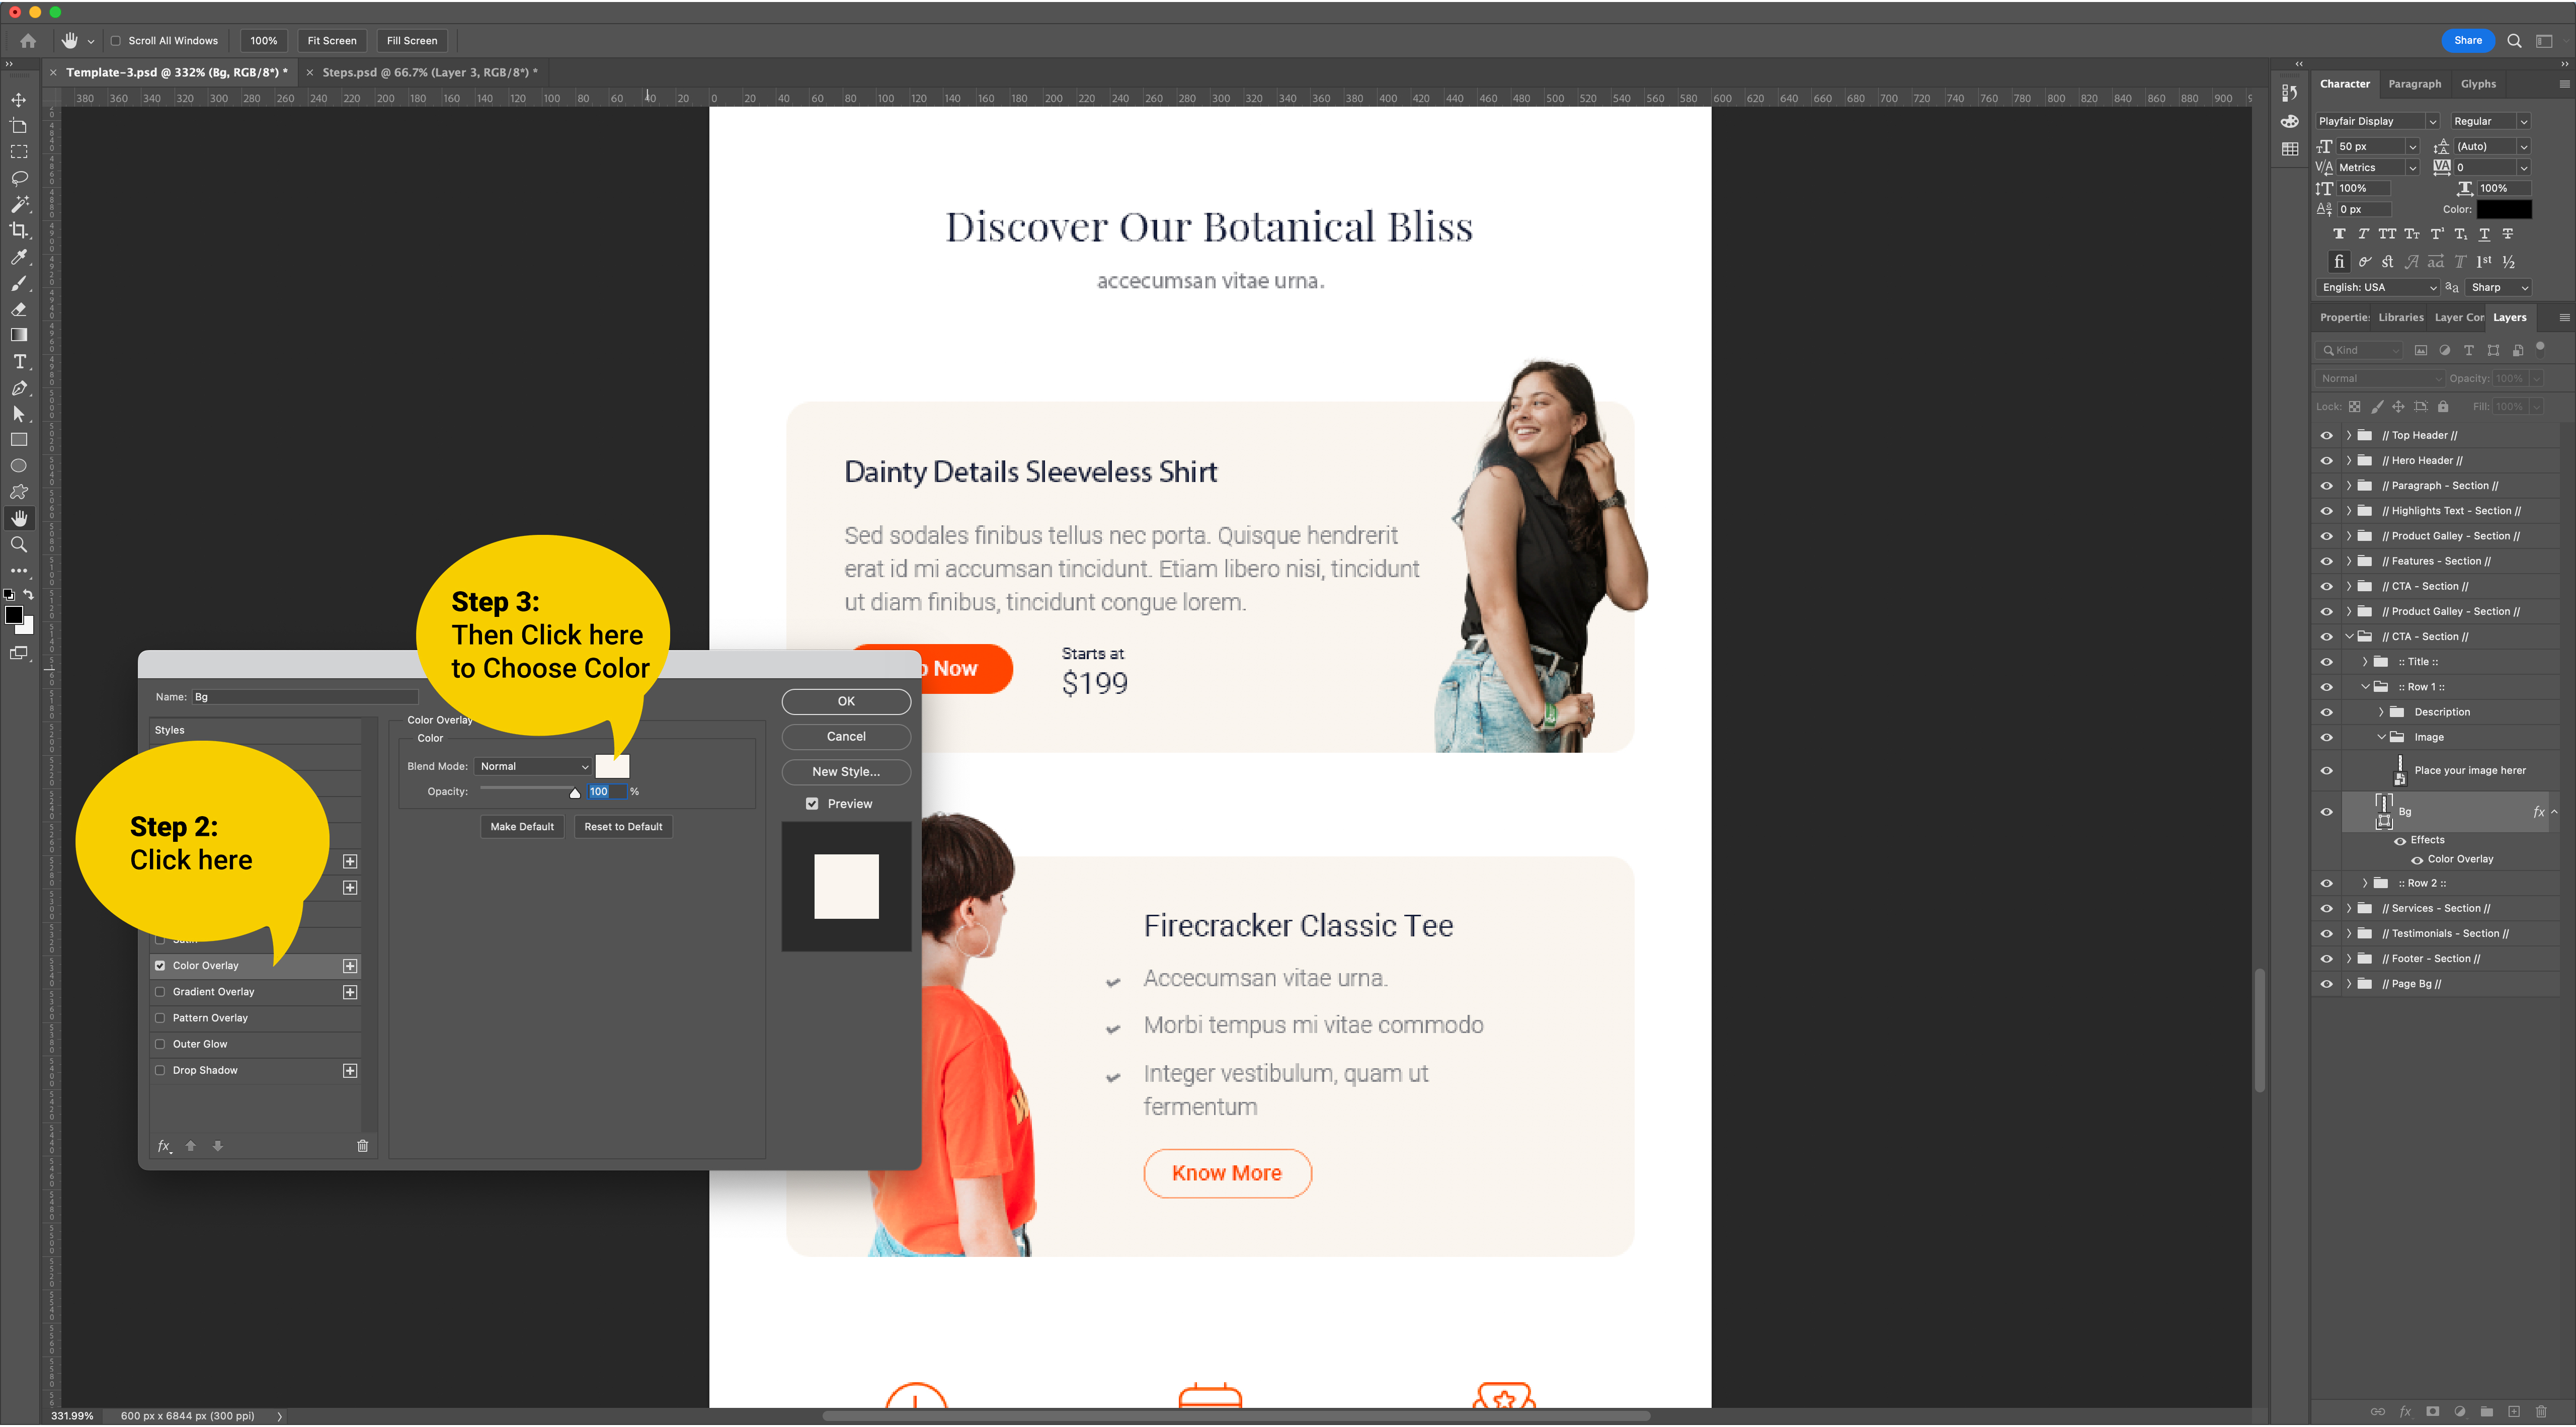 Scroll All Windows
100%
Fit Screen
Fill Screen
Share
Template-3.psd @ 332% (Bg, RGB/8*) *
Steps.psd @ 66.7% (Layer 3, RGB/8*) *
380 360 340 320 300 280 260 240 220 200 180 160 140 120 100 80 60 40 20 0 20 40 60 80 100 120 140 160 180 200 220 240 260 280 300 320 340 360 380 400 420 440 460 480 500 520 540 560 580 600 620 640 660 680 700 720 740 760 780 800 820 840 860 880 900
Discover Our Botanical Bliss
accecumsan vitae urna.
Dainty Details Sleeveless Shirt
Sed sodales finibus tellus nec porta. Quisque hendrerit
erat id mi accumsan tincidunt. Etiam libero nisi, tincidunt
ut diam finibus, tincidunt congue lorem.
Now
Starts at
$199
Firecracker Classic Tee
Accecumsan vitae urna.
Morbi tempus mi vitae commodo
Integer vestibulum, quam ut
fermentum
Know More
Step 3:
Then Click here
to Choose Color
Step 2:
Click here
Name: Bg
Styles
Color Overlay
Gradient Overlay
Pattern Overlay
Outer Glow
Drop Shadow
fx
Color Overlay
Color
Blend Mode: Normal
Opacity: 100 %
Make Default
Reset to Default
OK
Cancel
New Style...
Preview
Character
Paragraph
Glyphs
Playfair Display
Regular
50 px
(Auto)
Metrics
0
100%
100%
0 px
Color:
English: USA
Sharp
Properties
Libraries
Layer Con
Layers
Kind
Normal
Opacity: 100%
Lock:
Fill: 100%
// Top Header //
// Hero Header //
// Paragraph - Section //
// Highlights Text - Section //
// Product Galley - Section //
// Features - Section //
// CTA - Section //
// Product Galley - Section //
// CTA - Section //
:: Title ::
:: Row 1 ::
Description
Image
Place your image herer
Bg
fx
Effects
Color Overlay
:: Row 2 ::
// Services - Section //
// Testimonials - Section //
// Footer - Section //
// Page Bg //
331.99%
600 px x 6844 px (300 ppi)